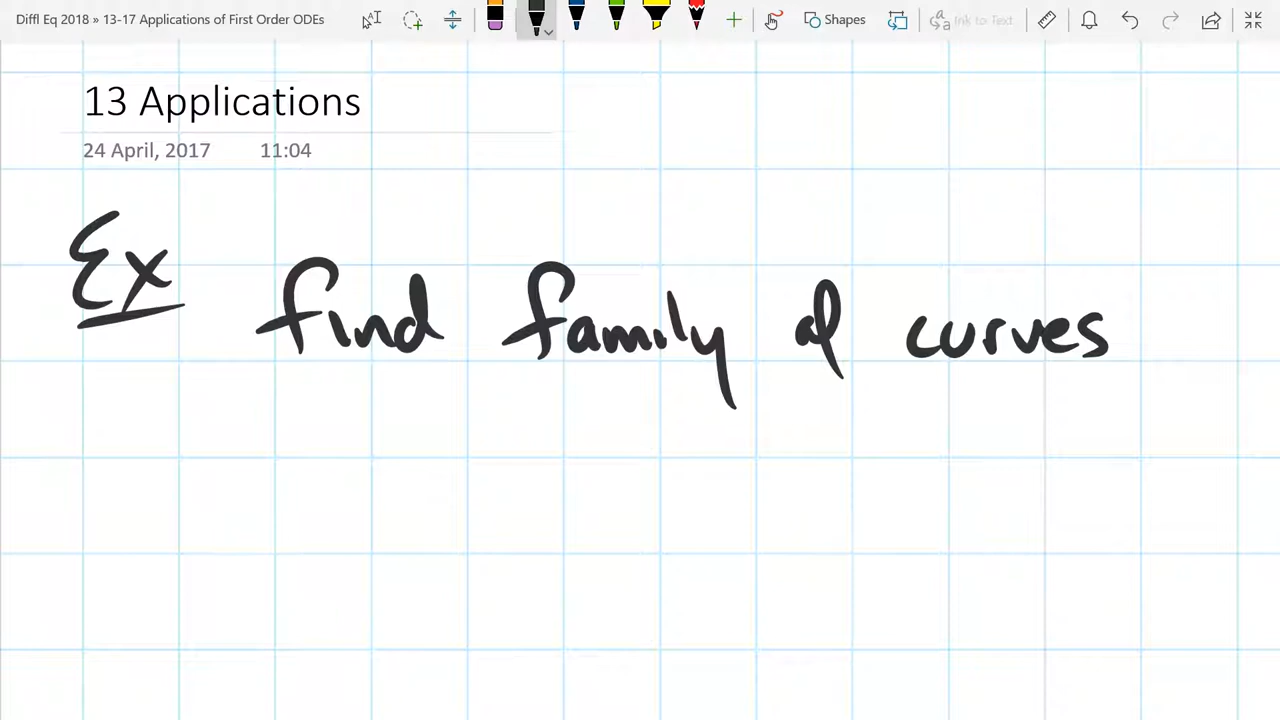 Diffl Eq 2018 » 13-17 Applications of First Order ODEs
Shapes
Ink to Text
13 Applications
24 April, 2017 11:04
Ex find family of curves